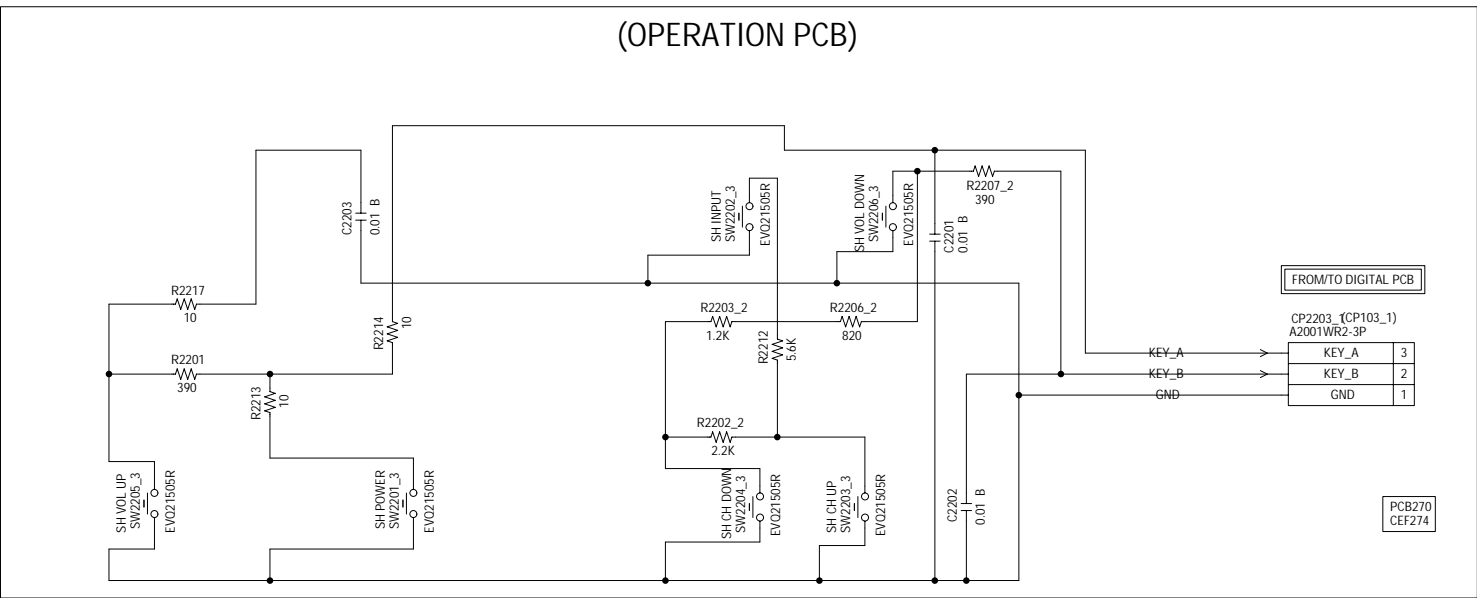 (OPERATION PCB)
C2203
0.01 B
R2217
10
R2214
10
R2201
390
R2213
10
SH VOL UP
SW2205_3
EVQ21505R
SH POWER
SW2201_3
EVQ21505R
SH INPUT
SW2202_3
EVQ21505R
SH VOL DOWN
SW2206_3
EVQ21505R
R2207_2
390
C2201
0.01 B
R2203_2
1.2K
R2206_2
820
R2212
5.6K
R2202_2
2.2K
SH CH DOWN
SW2204_3
EVQ21505R
SH CH UP
SW2203_3
EVQ21505R
C2202
0.01 B
FROM/TO DIGITAL PCB
CP2203_1(CP103_1)
A2001WR2-3P
KEY_A KEY_A 3
KEY_B KEY_B 2
GND GND 1
PCB270
CEF274